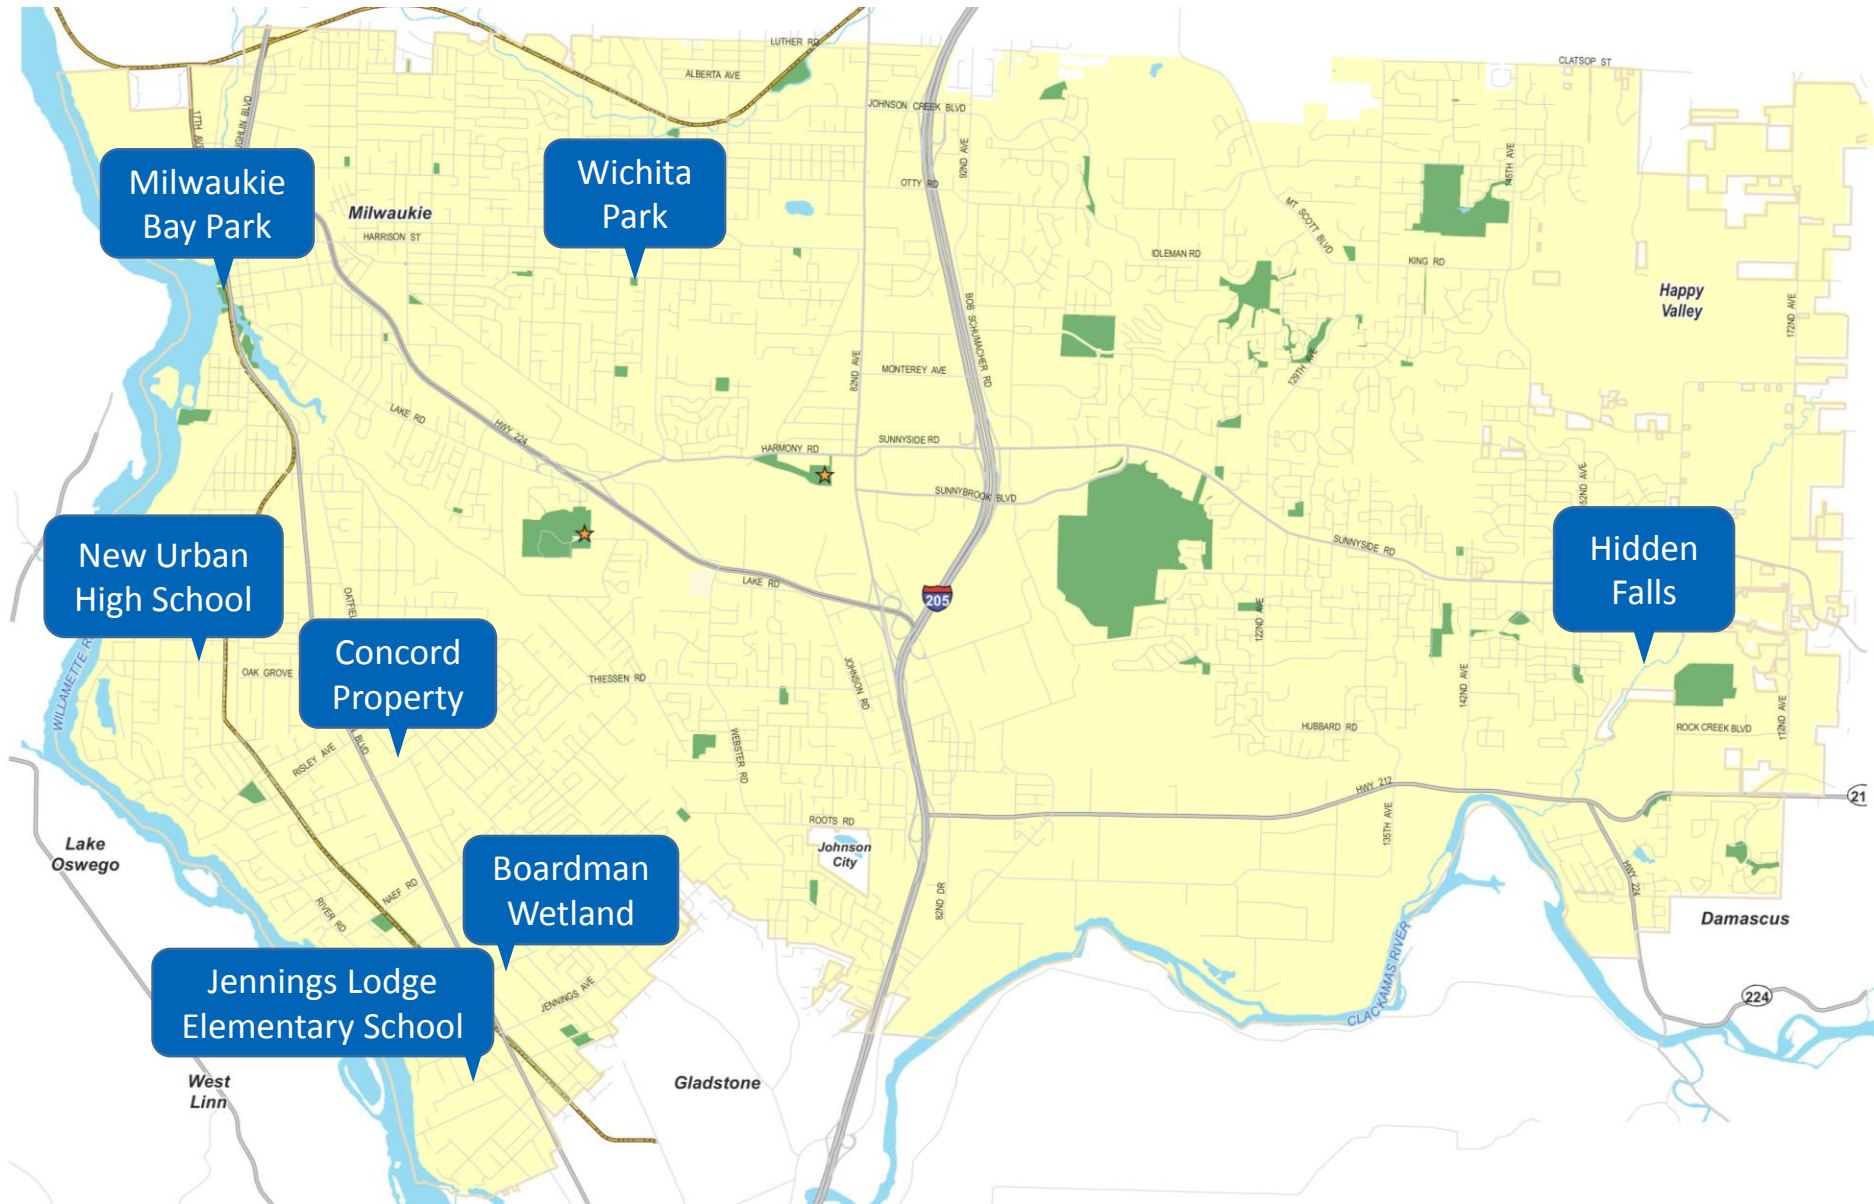 LUTHER RD
CLATSOP ST
ALBERTA AVE
JOHNSON CREEK BLVD
17TH AVE
92ND AVE
145TH AVE
Milwaukie
Bay Park
Wichita
Park
OTTY RD
Milwaukie
HARRISON ST
MT SCOTT BLVD
IDLEMAN RD
KING RD
Happy
Valley
BOB SCHUMACHER RD
172ND AVE
82ND AVE
MONTEREY AVE
129TH AVE
LAKE RD
HWY 224
HARMONY RD
SUNNYSIDE RD
SUNNYBROOK BLVD
SUNNYSIDE RD
New Urban
High School
Hidden
Falls
LAKE RD
205
122ND AVE
Concord
Property
WILLAMETTE
OAK GROVE
THIESSEN RD
JOHNSON RD
142ND AVE
HUBBARD RD
ROCK CREEK BLVD
172ND AVE
RISLEY AVE
BLVD
WEBSTER RD
HWY 212
135TH AVE
21
ROOTS RD
Lake
Oswego
Johnson
City
Boardman
Wetland
NAEF RD
RIVER RD
82ND DR
HWY 224
Damascus
Jennings Lodge
Elementary School
JENNINGS AVE
CLACKAMAS RIVER
224
West
Linn
Gladstone